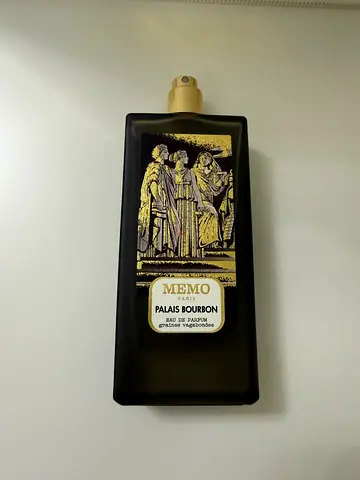 MEMO
PARIS
PALAIS BOURBON
EAU DE PARFUM
graines vagabondes